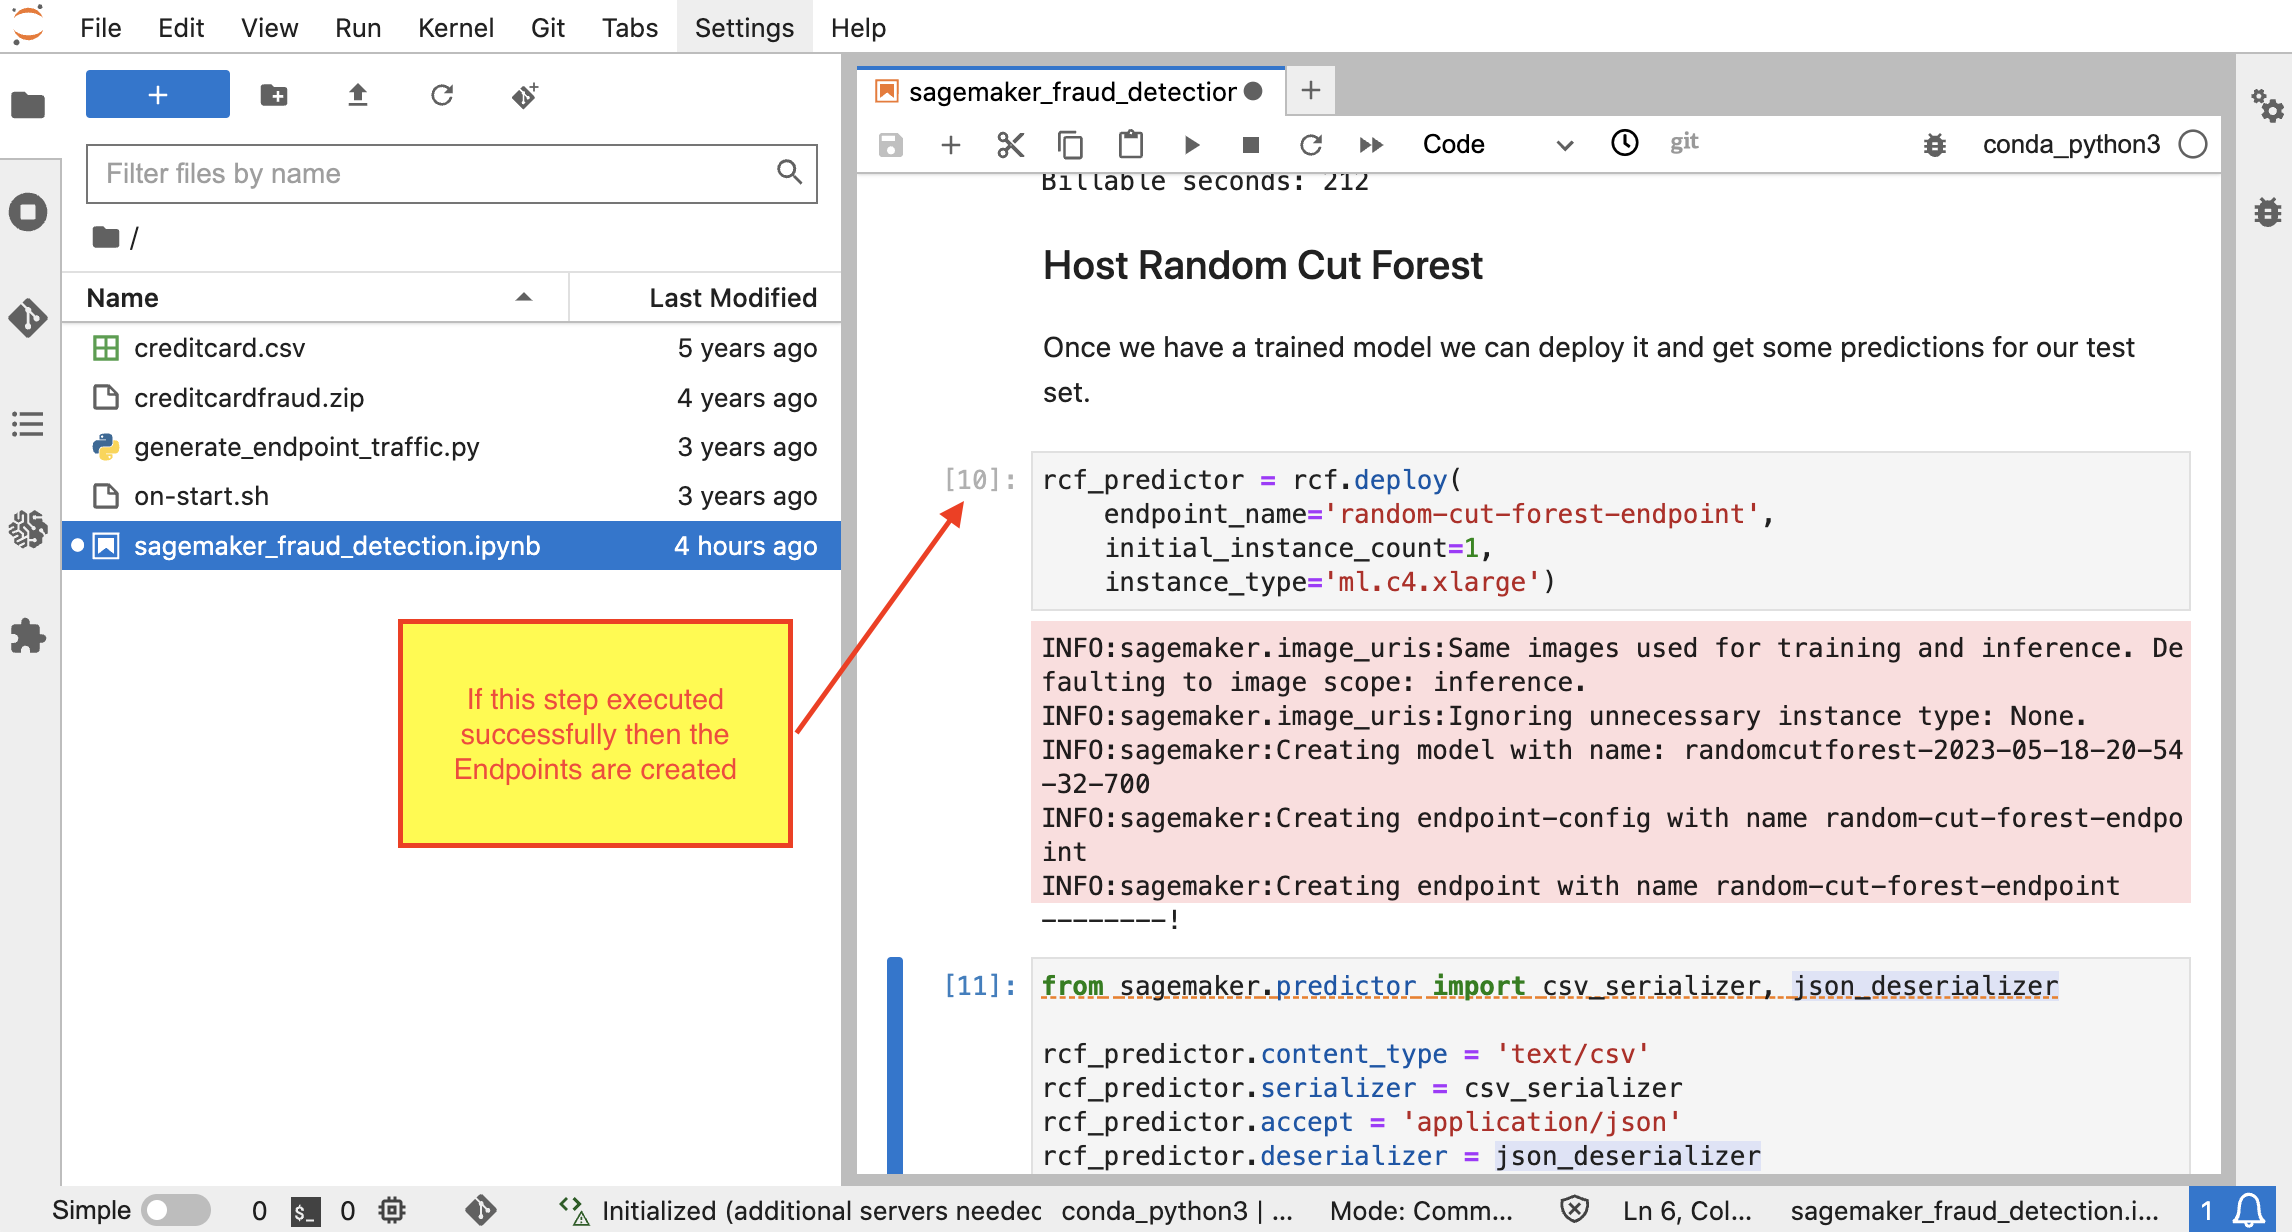 File Edit View Run Kernel Git Tabs Settings Help
Filter files by name
/
Name Last Modified
creditcard.csv 5 years ago
creditcardfraud.zip 4 years ago
generate_endpoint_traffic.py 3 years ago
on-start.sh 3 years ago
sagemaker_fraud_detection.ipynb 4 hours ago
If this step executed
successfully then the
Endpoints are created
sagemaker_fraud_detection
Code git conda_python3
Billable seconds: 212
Host Random Cut Forest
Once we have a trained model we can deploy it and get some predictions for our test
set.
[10]: rcf_predictor = rcf.deploy(
endpoint_name='random-cut-forest-endpoint',
initial_instance_count=1,
instance_type='ml.c4.xlarge')
INFO:sagemaker.image_uris:Same images used for training and inference. De
faulting to image scope: inference.
INFO:sagemaker.image_uris:Ignoring unnecessary instance type: None.
INFO:sagemaker:Creating model with name: randomcutforest-2023-05-18-20-54
-32-700
INFO:sagemaker:Creating endpoint-config with name random-cut-forest-endpo
int
INFO:sagemaker:Creating endpoint with name random-cut-forest-endpoint
--------!
[11]: from sagemaker.predictor import csv_serializer, json_deserializer
rcf_predictor.content_type = 'text/csv'
rcf_predictor.serializer = csv_serializer
rcf_predictor.accept = 'application/json'
rcf_predictor.deserializer = json_deserializer
Simple 0 $_ 0 Initialized (additional servers needed conda_python3 | ... Mode: Comm... Ln 6, Col... sagemaker_fraud_detection.i... 1